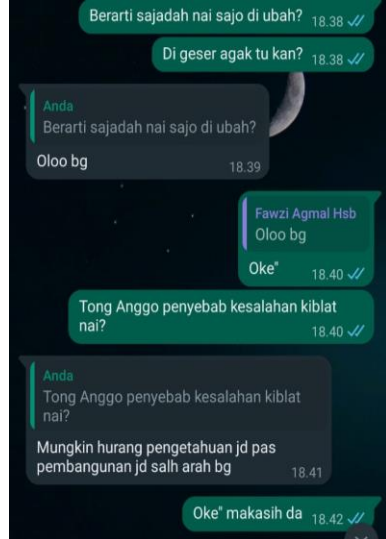 Berarti sajadah nai sajo di ubah? 18.38
Di geser agak tu kan? 18.38
Anda
Berarti sajadah nai sajo di ubah?
Oloo bg 18.39
Fawzi Agmal Hsb
Oloo bg
Oke" 18.40
Tong Anggo penyebab kesalahan kiblat
nai? 18.40
Anda
Tong Anggo penyebab kesalahan kiblat
nai?
Mungkin hurang pengetahuan jd pas
pembangunan jd salh arah bg 18.41
Oke" makasih da 18.42